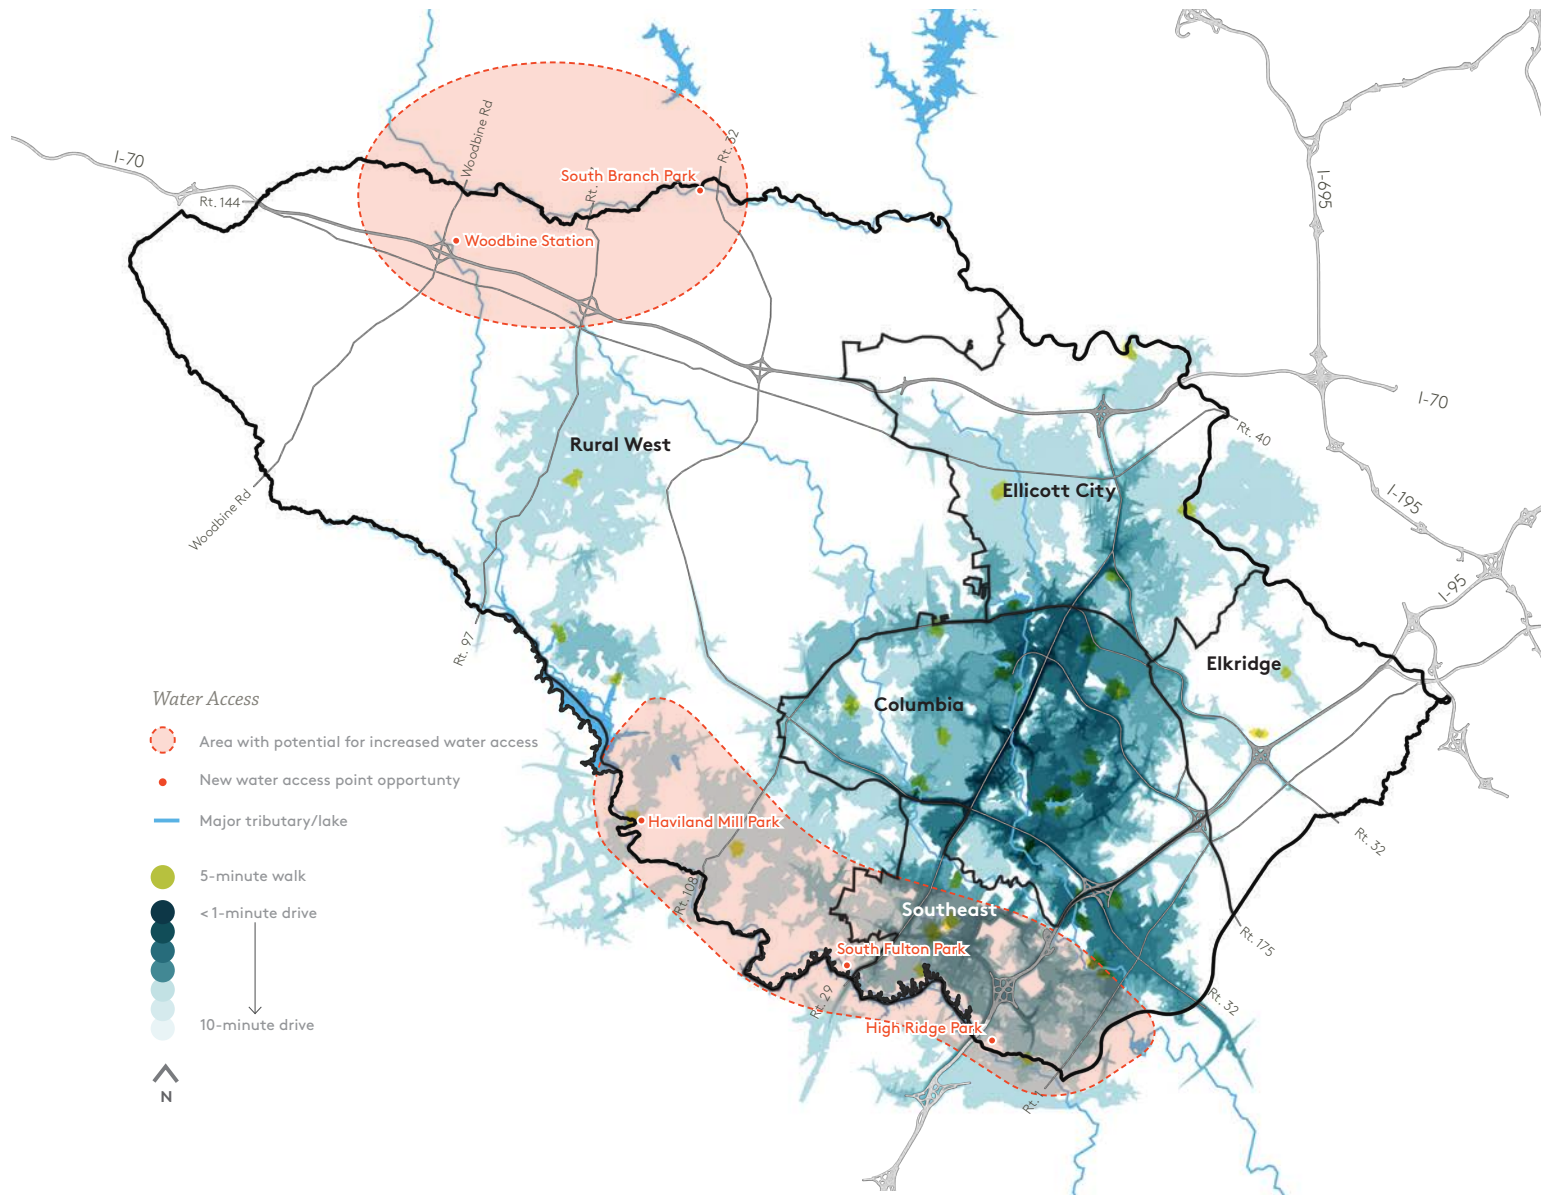 I-70
Rt. 144
Woodbine Rd
Rt. 32
South Branch Park
Woodbine Station
I-695
I-70
Rt. 40
I-195
I-95
Rural West
Ellicott City
Woodbine Rd
Rt. 97
Elkridge
Columbia
Water Access
Area with potential for increased water access
New water access point opportunty
Major tributary/lake
5-minute walk
< 1-minute drive
10-minute drive
N
Haviland Mill Park
Rt. 32
Rt. 108
Southeast
South Fulton Park
Rt. 175
Rt. 29
Rt. 32
High Ridge Park